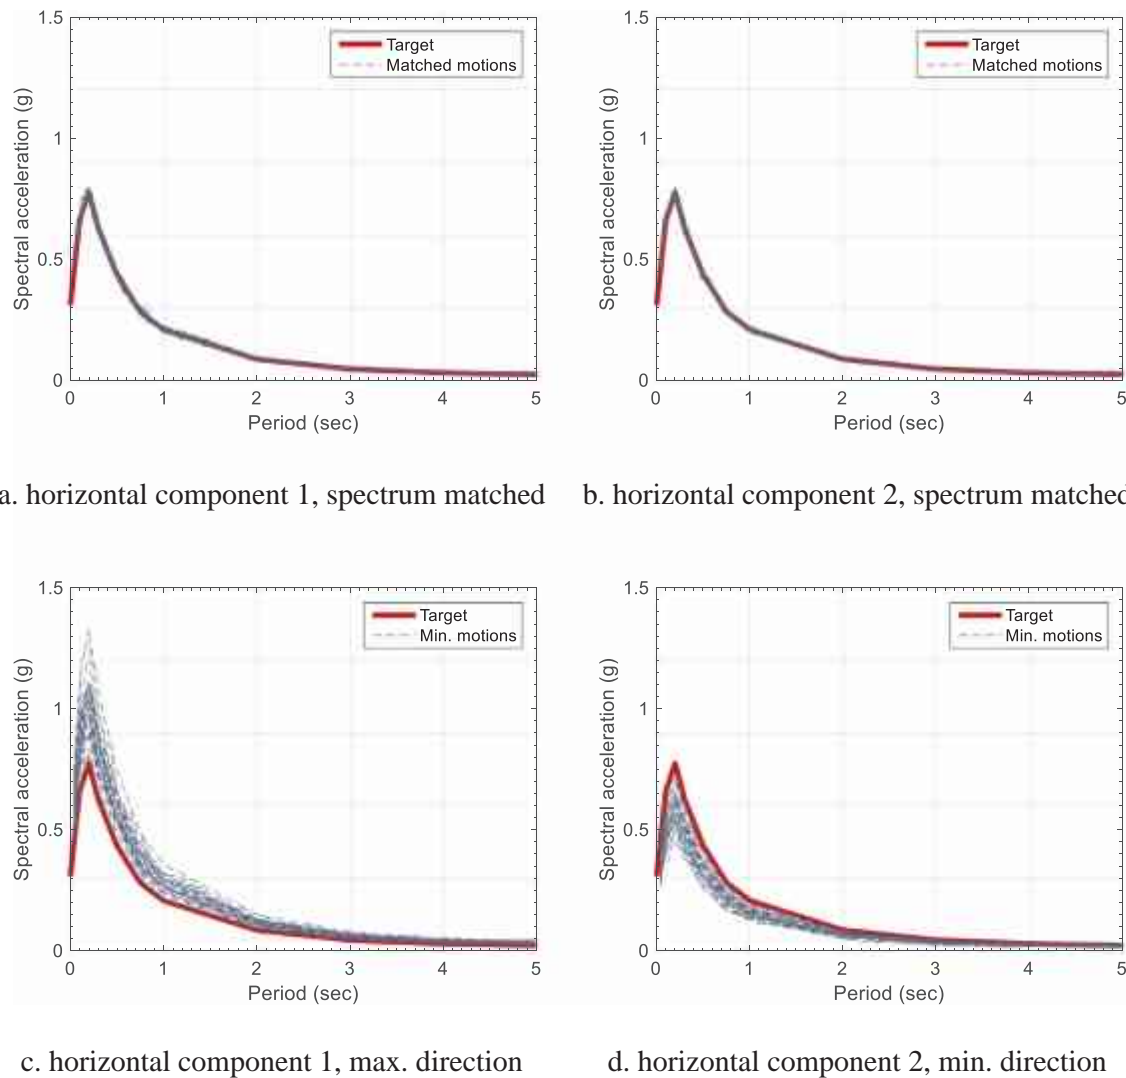 1.5
1
0.5
0
Spectral acceleration (g)
Target
Matched motions
0 1 2 3 4 5
Period (sec)
1.5
1
0.5
0
Spectral acceleration (g)
Target
Matched motions
0 1 2 3 4 5
Period (sec)
a. horizontal component 1, spectrum matched
b. horizontal component 2, spectrum matched
1.5
1
0.5
0
Spectral acceleration (g)
Target
Min. motions
0 1 2 3 4 5
Period (sec)
1.5
1
0.5
0
Spectral acceleration (g)
Target
Min. motions
0 1 2 3 4 5
Period (sec)
c. horizontal component 1, max. direction
d. horizontal component 2, min. direction